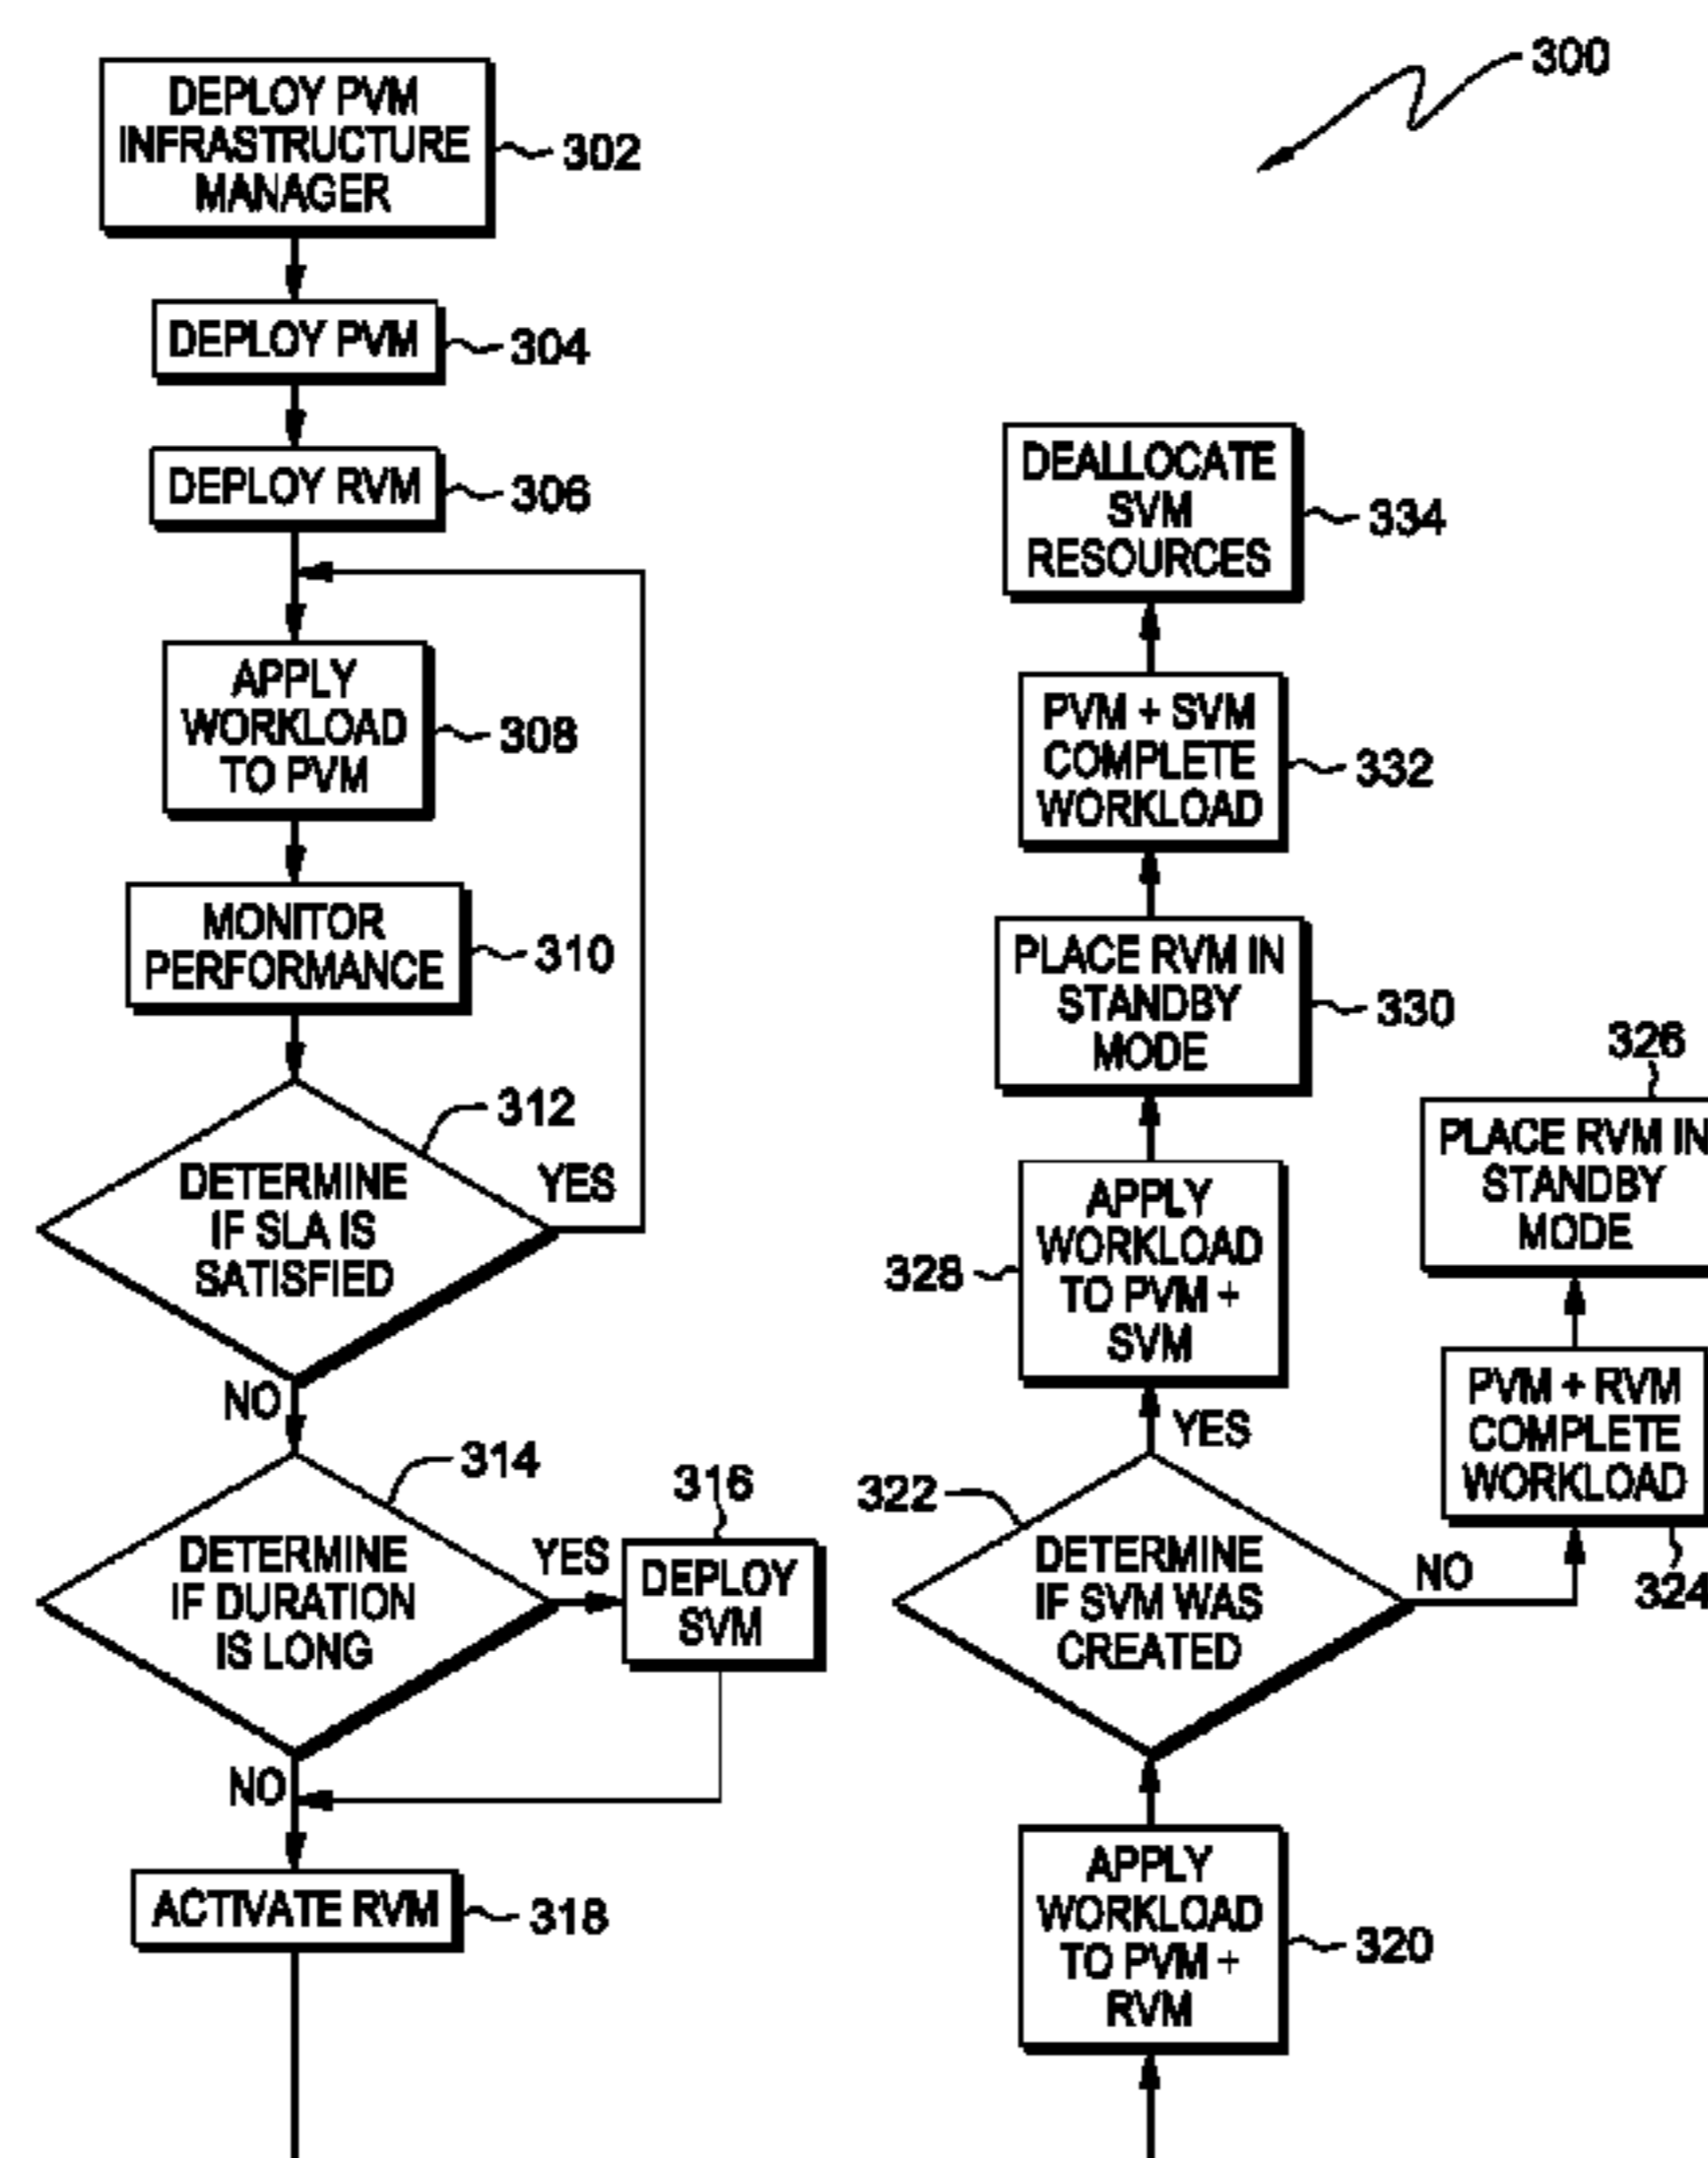 300
DEPLOY PVM
INFRASTRUCTURE
MANAGER
302
DEPLOY PVM
304
DEPLOY RVM
306
APPLY
WORKLOAD
TO PVM
308
MONITOR
PERFORMANCE
310
312
DETERMINE
IF SLA IS
SATISFIED
YES
NO
314
DETERMINE
IF DURATION
IS LONG
YES
316
DEPLOY
SVM
NO
ACTIVATE RVM
318
APPLY
WORKLOAD
TO PVM +
RVM
320
322
DETERMINE
IF SVM WAS
CREATED
NO
324
PVM + RVM
COMPLETE
WORKLOAD
326
PLACE RVM IN
STANDBY
MODE
YES
328
APPLY
WORKLOAD
TO PVM +
SVM
PLACE RVM IN
STANDBY
MODE
330
PVM + SVM
COMPLETE
WORKLOAD
332
DEALLOCATE
SVM
RESOURCES
334